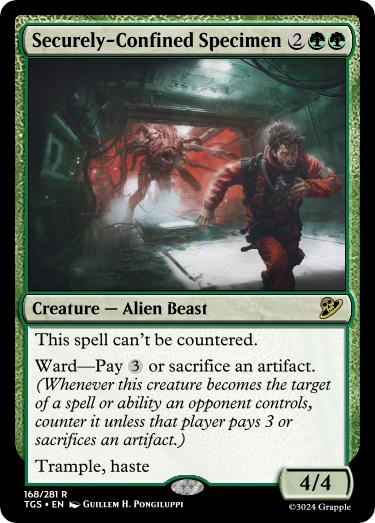 Securely-Confined Specimen 2
Creature — Alien Beast
This spell can't be countered.
Ward—Pay 3 or sacrifice an artifact.
(Whenever this creature becomes the target
of a spell or ability an opponent controls,
counter it unless that player pays 3 or
sacrifices an artifact.)
Trample, haste
4/4
168/281 R
TGS • EN Guillem H. Pongiluppi
©3024 Grapple